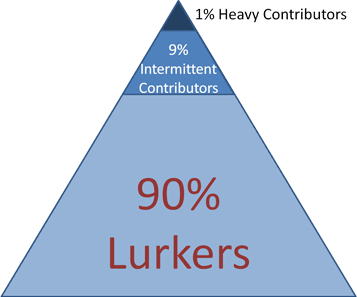 1% Heavy Contributors
9%
Intermittent
Contributors
90%
Lurkers